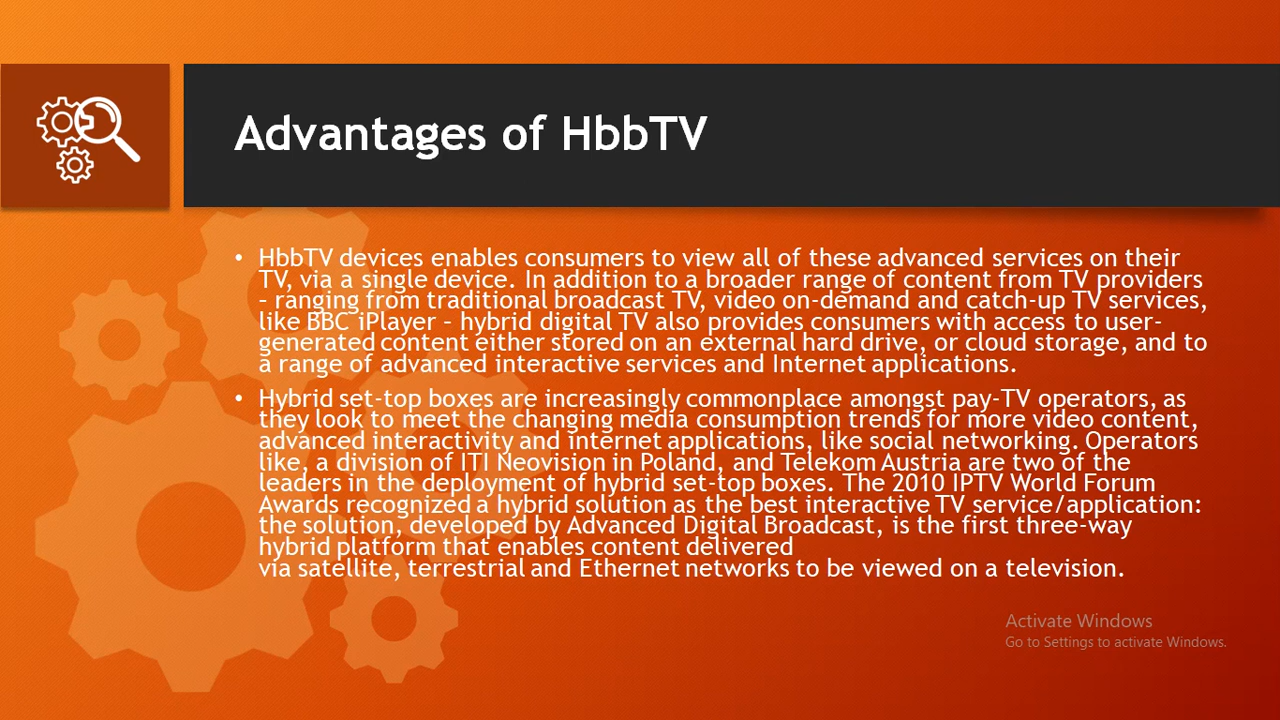 Advantages of HbbTV
• HbbTV devices enables consumers to view all of these advanced services on their
TV, via a single device. In addition to a broader range of content from TV providers
– ranging from traditional broadcast TV, video on-demand and catch-up TV services,
like BBC iPlayer – hybrid digital TV also provides consumers with access to user-
generated content either stored on an external hard drive, or cloud storage, and to
a range of advanced interactive services and Internet applications.
• Hybrid set-top boxes are increasingly commonplace amongst pay-TV operators, as
they look to meet the changing media consumption trends for more video content,
advanced interactivity and internet applications, like social networking. Operators
like, a division of ITI Neovision in Poland, and Telekom Austria are two of the
leaders in the deployment of hybrid set-top boxes. The 2010 IPTV World Forum
Awards recognized a hybrid solution as the best interactive TV service/application:
the solution, developed by Advanced Digital Broadcast, is the first three-way
hybrid platform that enables content delivered
via satellite, terrestrial and Ethernet networks to be viewed on a television.
Activate Windows
Go to Settings to activate Windows.